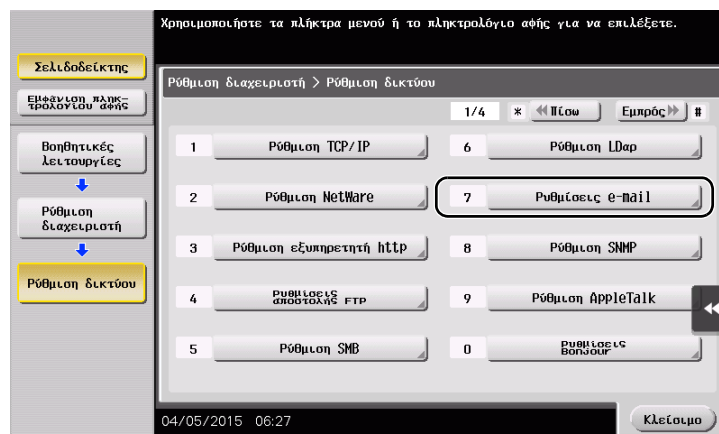 Χρησιμοποιήστε τα πλήκτρα μενού ή το πληκτρολόγιο αφής για να επιλέξετε.
Σελιδοδείκτης
Εμφάνιση πληκ-
τρολογίου αφής
Βοηθητικές
λειτουργίες
Ρύθμιση
διαχειριστή
Ρύθμιση δικτύου
Ρύθμιση διαχειριστή > Ρύθμιση δικτύου
1/4 * Πίσω Εμπρός #
1 Ρύθμιση TCP/IP
6 Ρύθμιση LDαp
2 Ρύθμιση NetWare
7 Ρυθμίσεις e-mail
3 Ρύθμιση εξυπηρετητή http
8 Ρύθμιση SNMP
4 Ρυθμίσεις
αποστολής FTP
9 Ρύθμιση AppleTalk
5 Ρύθμιση SMB
0 Ρυθμίσεις
Bonjour
04/05/2015 06:27
Κλείσιμο